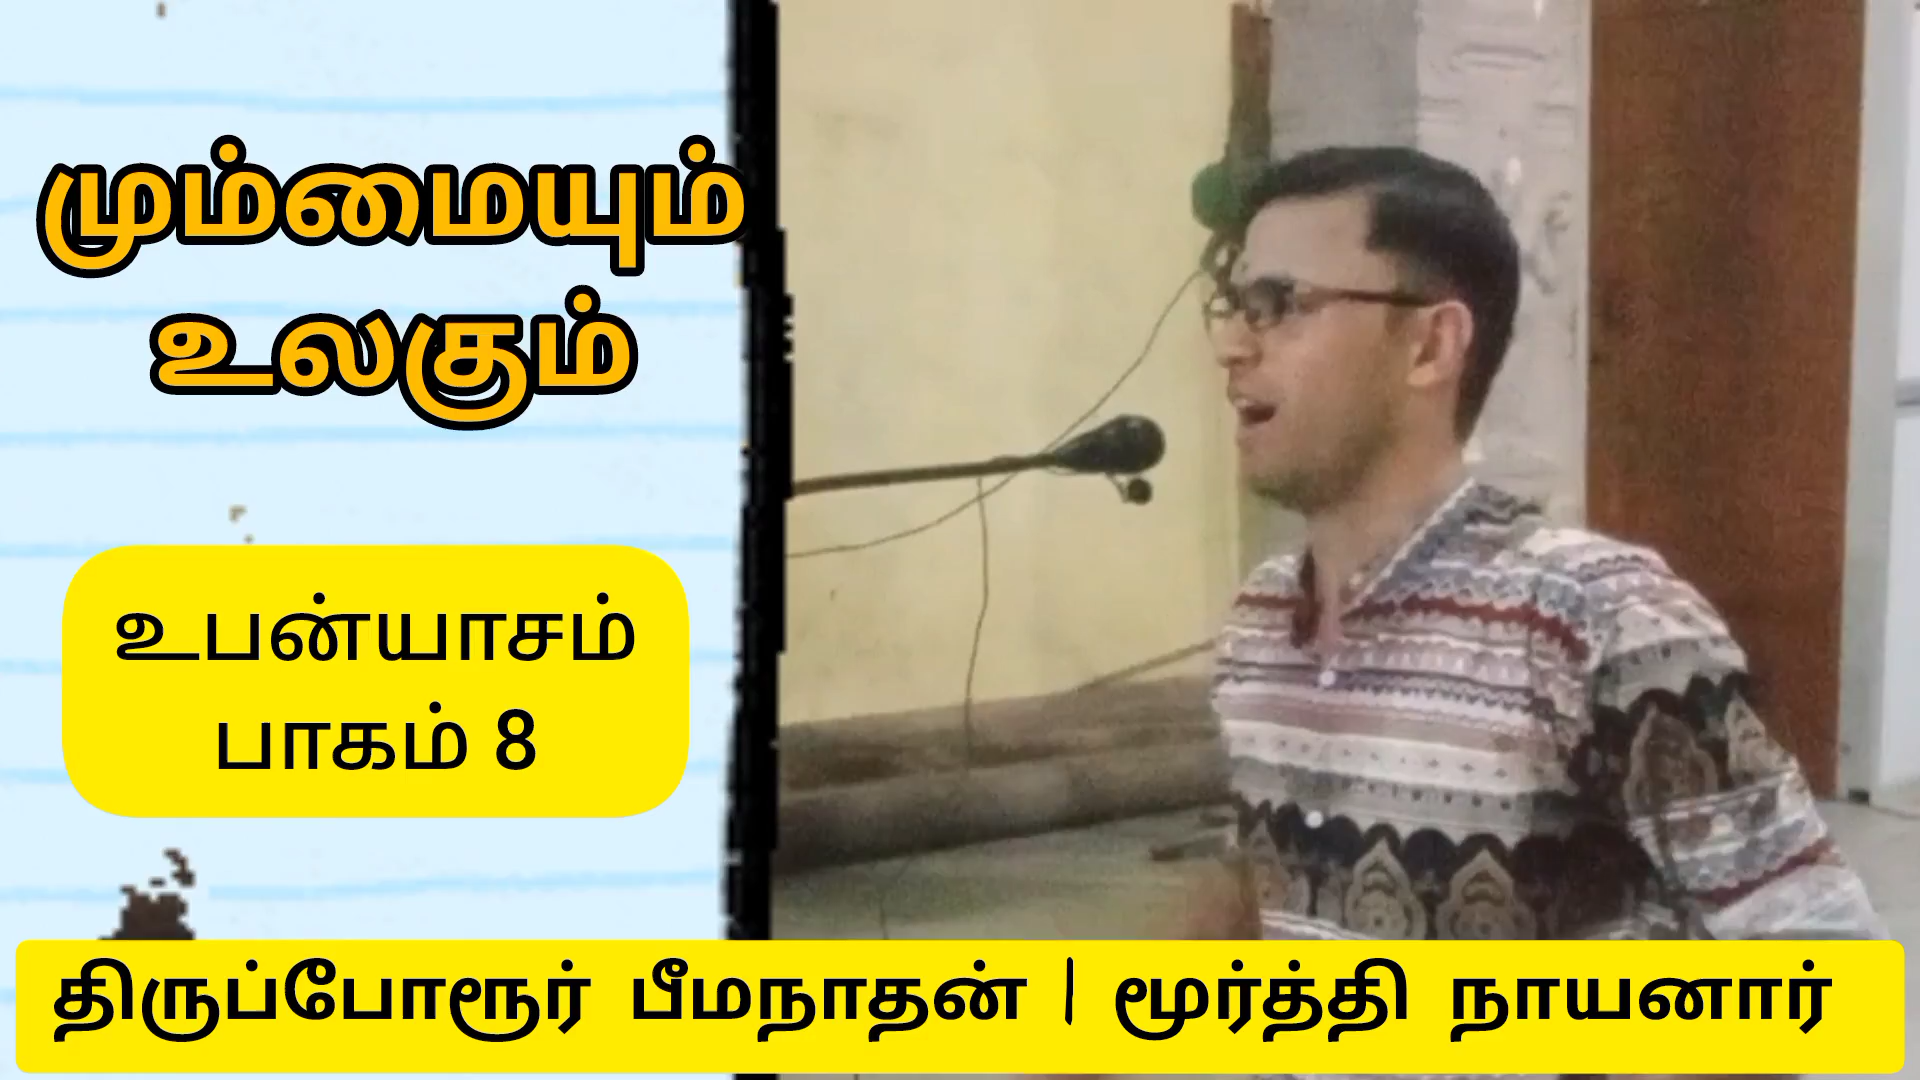 மும்மையும்
உலகும்
உபன்யாசம்
பாகம் 8
திருப்போரூர் பீமநாதன் | மூர்த்தி நாயனார்